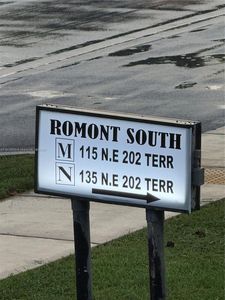 ROMONT SOUTH
M 115 N.E 202 TERR
N 135 N.E 202 TERR